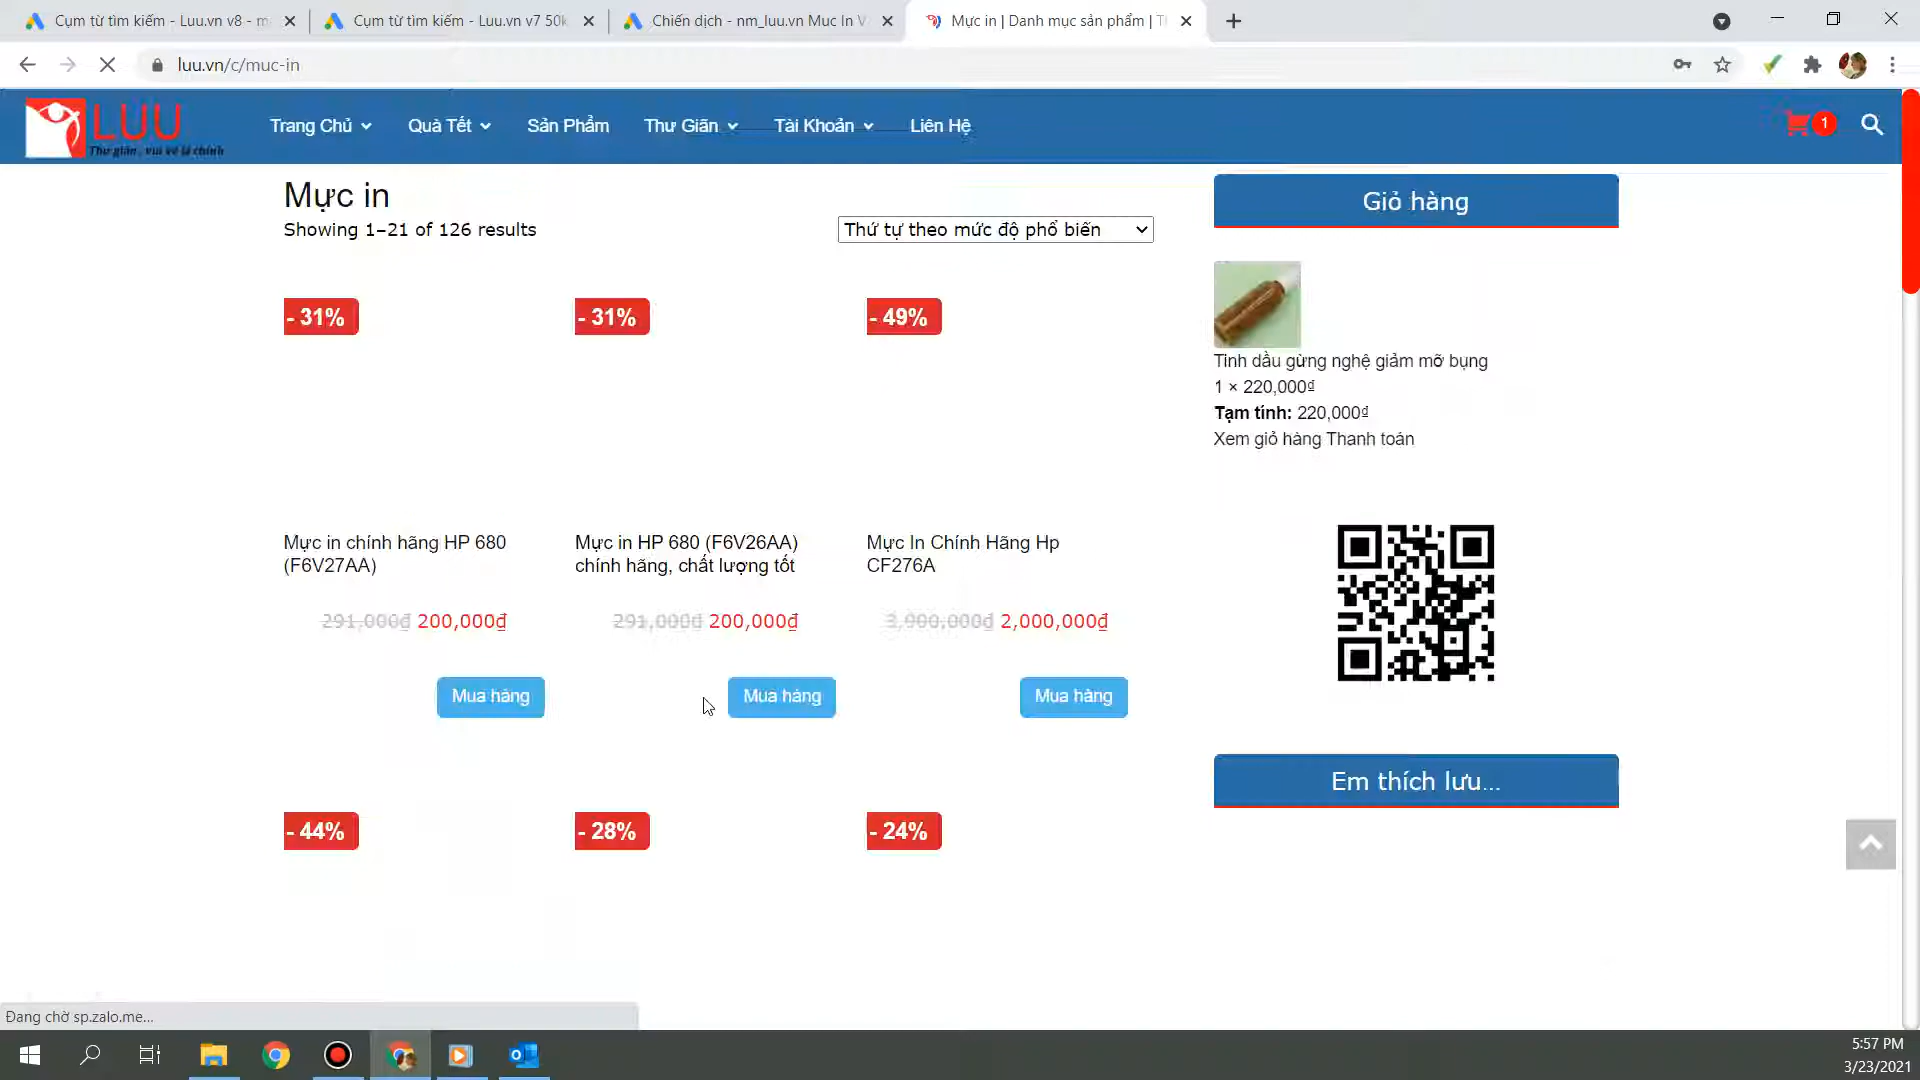 Cụm từ tìm kiếm - Luu.vn v8 - m
Cụm từ tìm kiếm - Luu.vn v7 50k
Chiến dịch - nm_luu.vn Muc In V
Mực in | Danh mục sản phẩm | T
luu.vn/c/muc-in
LUU
Thư giãn, vui vẻ là chính
Trang Chủ
Quà Tết
Sản Phẩm
Thư Giãn
Tài Khoản
Liên Hệ
1
Mực in
Showing 1–21 of 126 results
Thứ tự theo mức độ phổ biến
- 31%
- 31%
- 49%
Mực in chính hãng HP 680
(F6V27AA)
Mực in HP 680 (F6V26AA)
chính hãng, chất lượng tốt
Mực In Chính Hãng Hp
CF276A
291,000₫ 200,000₫
291,000₫ 200,000₫
3,900,000₫ 2,000,000₫
Mua hàng
Mua hàng
Mua hàng
- 44%
- 28%
- 24%
Giỏ hàng
Tinh dầu gừng nghệ giảm mỡ bụng
1 × 220,000₫
Tạm tính: 220,000₫
Xem giỏ hàng Thanh toán
Em thích lưu...
Đang chờ sp.zalo.me...
5:57 PM
3/23/2021